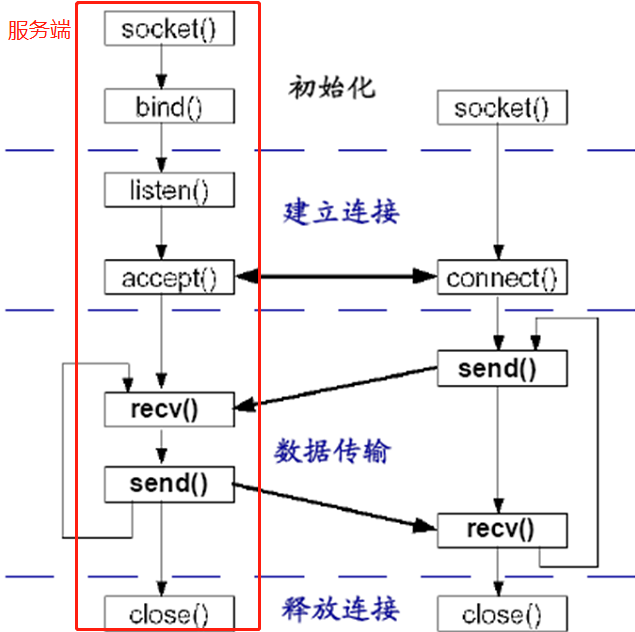 服务端
socket()
bind()
初始化
socket()
listen()
建立连接
accept()
connect()
send()
recv()
数据传输
send()
recv()
close()
释放连接
close()